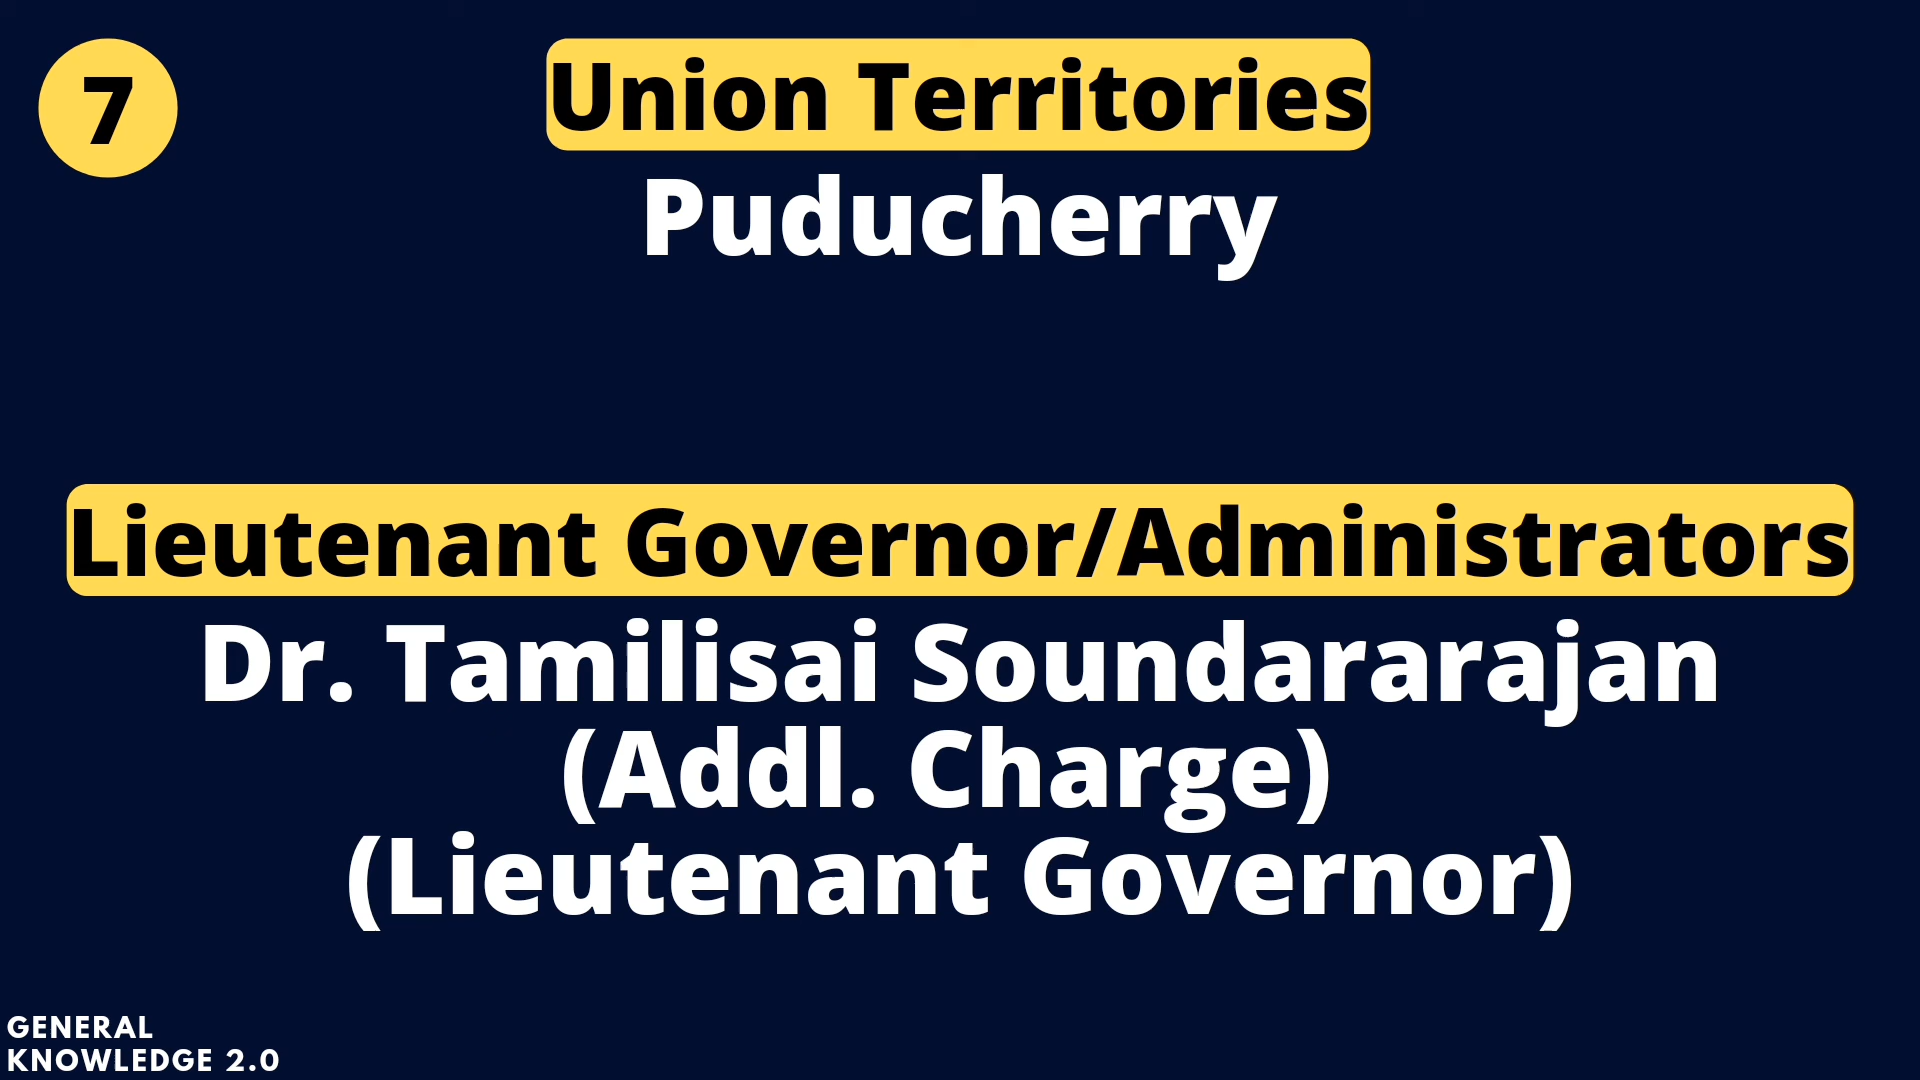 7
Union Territories
Puducherry
Lieutenant Governor/Administrators
Dr. Tamilisai Soundararajan
(Addl. Charge)
(Lieutenant Governor)
GENERAL
KNOWLEDGE 2.0